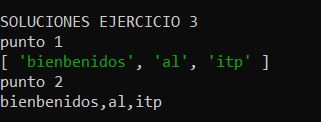 SOLUCIONES EJERCICIO 3
punto 1
[ 'bienbenidos', 'al', 'itp' ]
punto 2
bienbenidos,al,itp